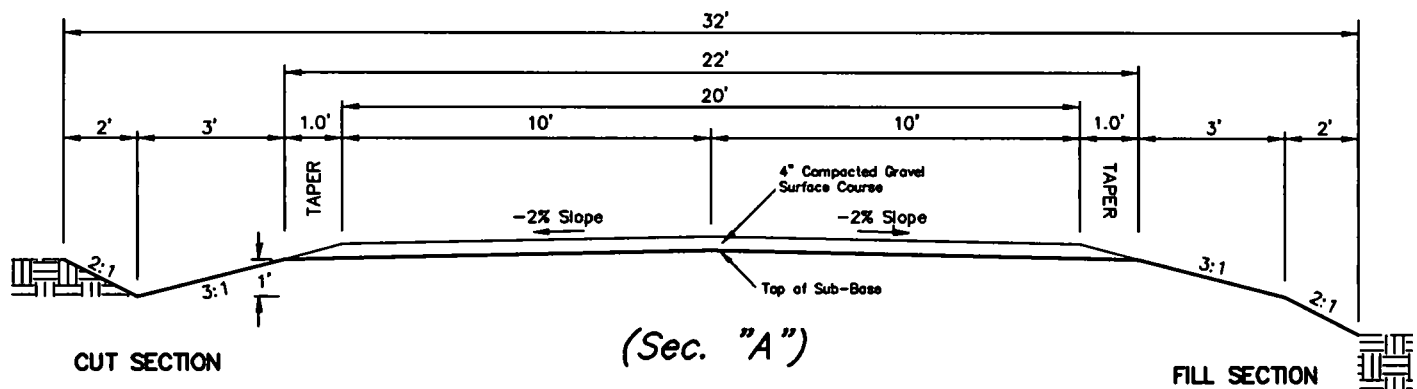 32'
22'
20'
2' 3' 1.0' 10' 10' 1.0' 3' 2'
TAPER
TAPER
4" Compacted Gravel
Surface Course
-2% Slope
-2% Slope
2:1
3:1
1'
3:1
2:1
Top of Sub-Base
(Sec. "A")
CUT SECTION
FILL SECTION